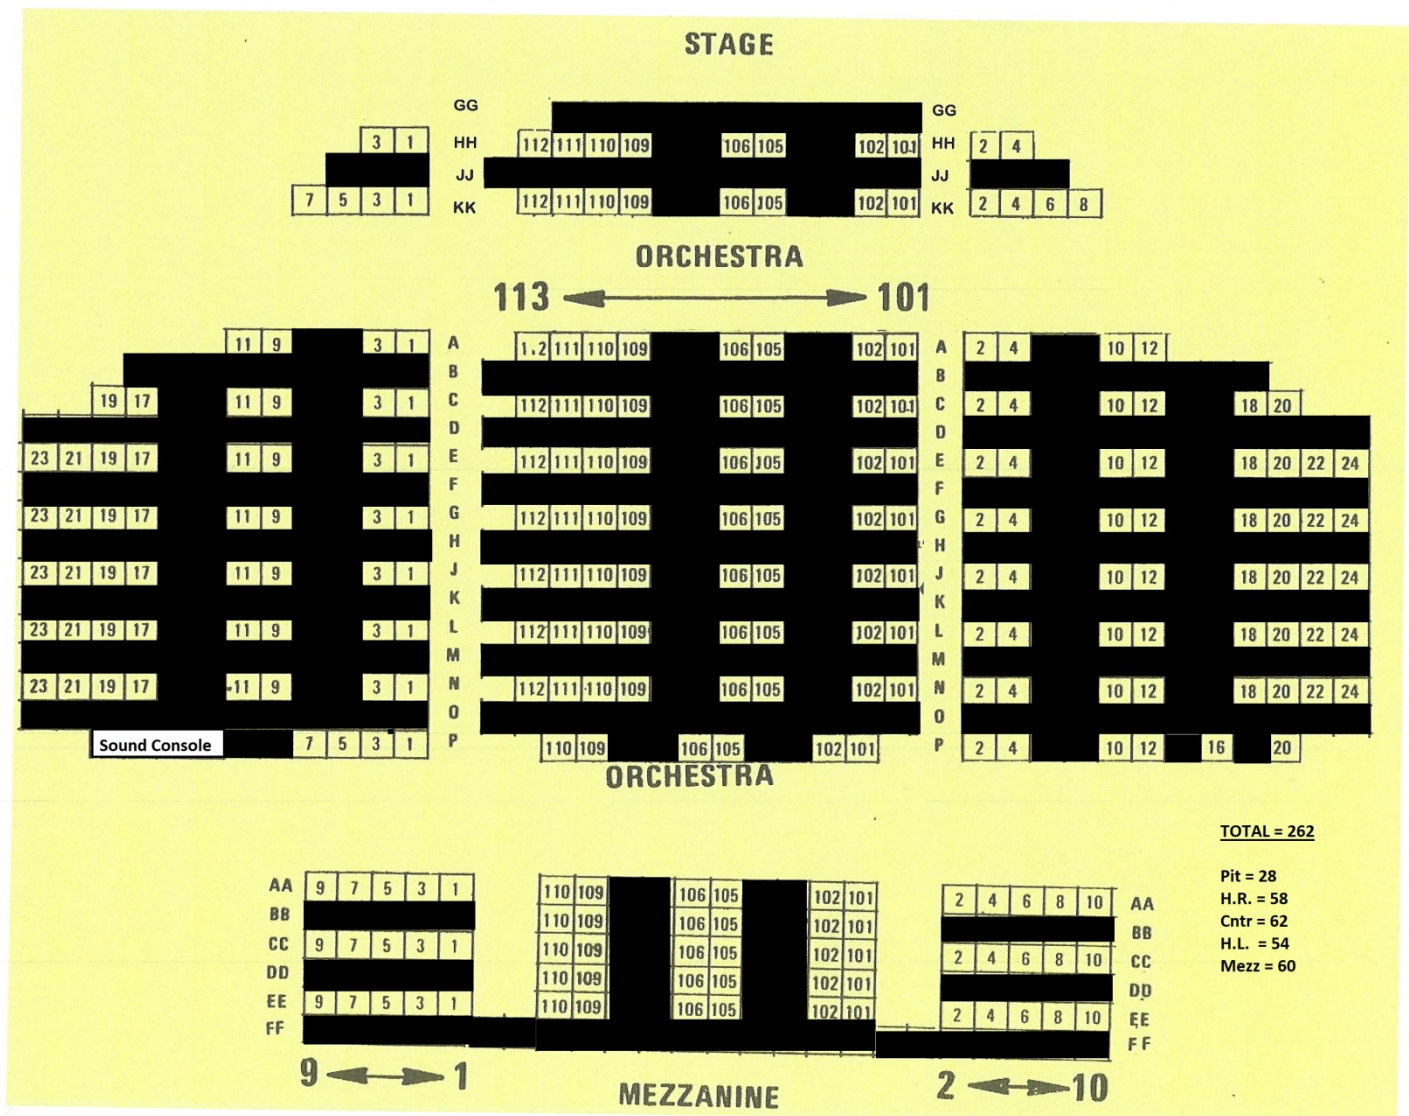 STAGE
GG GG
3 1 HH 112 111 110 109 106 105 102 101 HH 2 4
JJ JJ
7 5 3 1 KK 112 111 110 109 106 105 102 101 KK 2 4 6 8
ORCHESTRA
113 101
11 9 3 1 A 112 111 110 109 106 105 102 101 A 2 4 10 12
B B
19 17 11 9 3 1 C 112 111 110 109 106 105 102 101 C 2 4 10 12 18 20
D D
23 21 19 17 11 9 3 1 E 112 111 110 109 106 105 102 101 E 2 4 10 12 18 20 22 24
F F
23 21 19 17 11 9 3 1 G 112 111 110 109 106 105 102 101 G 2 4 10 12 18 20 22 24
H H
23 21 19 17 11 9 3 1 J 112 111 110 109 106 105 102 101 J 2 4 10 12 18 20 22 24
K K
23 21 19 17 11 9 3 1 L 112 111 110 109 106 105 102 101 L 2 4 10 12 18 20 22 24
M M
23 21 19 17 11 9 3 1 N 112 111 110 109 106 105 102 101 N 2 4 10 12 18 20 22 24
O O
Sound Console 7 5 3 1 P 110 109 106 105 102 101 P 2 4 10 12 16 20
ORCHESTRA
TOTAL = 262
Pit = 28
H.R. = 58
Cntr = 62
H.L. = 54
Mezz = 60
AA 9 7 5 3 1 110 109 106 105 102 101 2 4 6 8 10 AA
BB 110 109 106 105 102 101 BB
CC 9 7 5 3 1 110 109 106 105 102 101 2 4 6 8 10 CC
DD 110 109 106 105 102 101 DD
EE 9 7 5 3 1 110 109 106 105 102 101 2 4 6 8 10 EE
FF FF
9 1 2 10
MEZZANINE